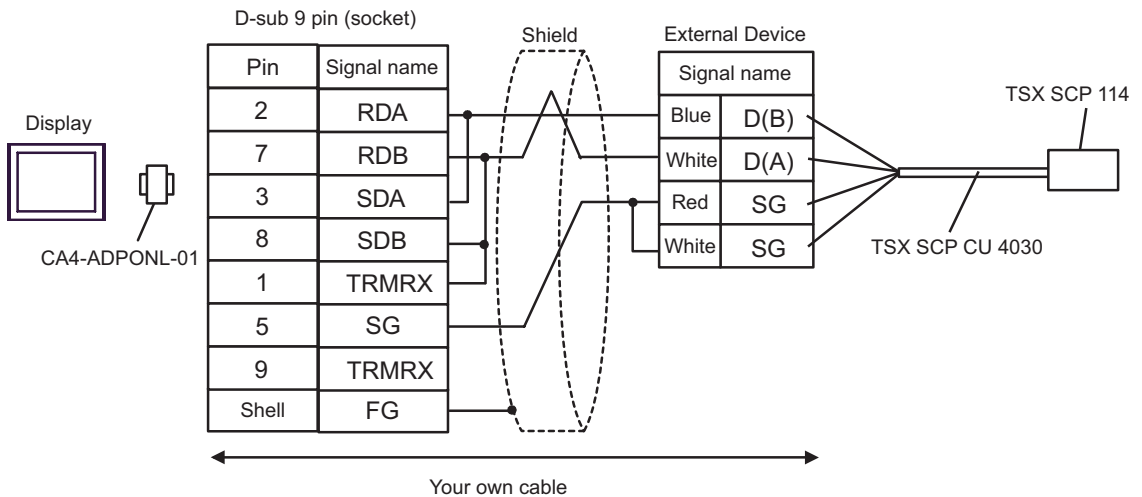 D-sub 9 pin (socket)
Shield
External Device
Pin Signal name
Signal name
TSX SCP 114
2 RDA
Blue D(B)
Display
7 RDB
White D(A)
3 SDA
Red SG
8 SDB
White SG
CA4-ADPONL-01
TSX SCP CU 4030
1 TRMRX
5 SG
9 TRMRX
Shell FG
Your own cable